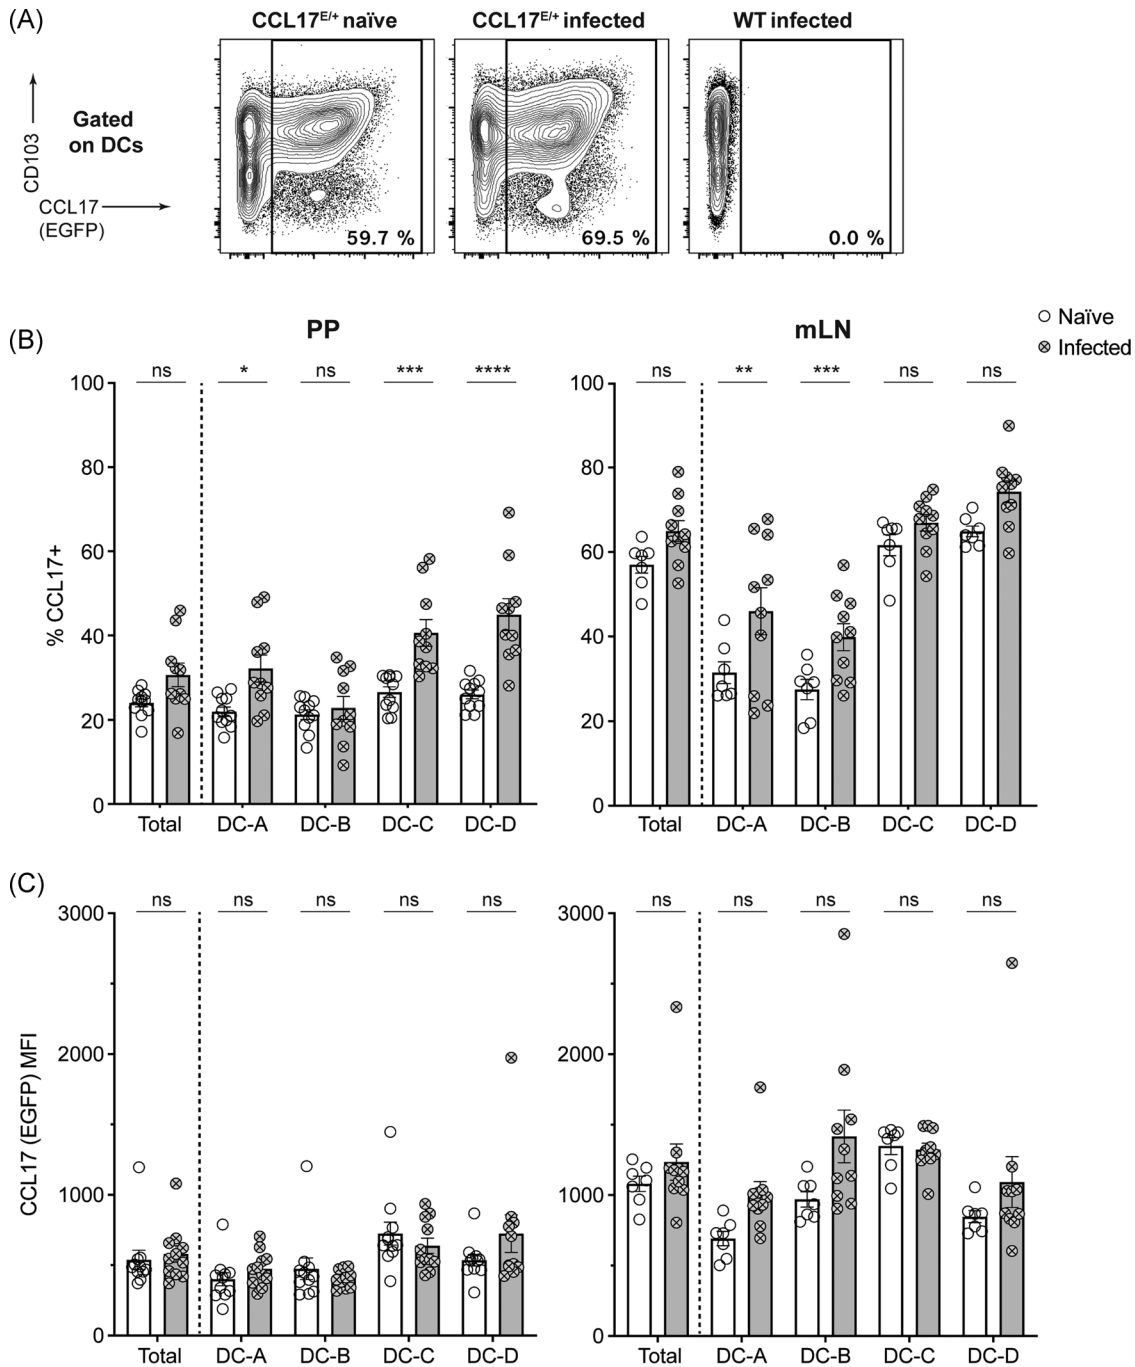 (A)
CCL17E/+ naïve
CCL17E/+ infected
WT infected
Gated
on DCs
CD103
CCL17
(EGFP)
59.7 %
69.5 %
0.0 %
(B)
PP
mLN
Naïve
Infected
ns
*
ns
***
****
ns
**
***
ns
ns
% CCL17+
100
80
60
40
20
0
100
80
60
40
20
0
Total
DC-A
DC-B
DC-C
DC-D
Total
DC-A
DC-B
DC-C
DC-D
(C)
ns
ns
ns
ns
ns
ns
ns
ns
ns
ns
CCL17 (EGFP) MFI
3000
2000
1000
0
3000
2000
1000
0
Total
DC-A
DC-B
DC-C
DC-D
Total
DC-A
DC-B
DC-C
DC-D